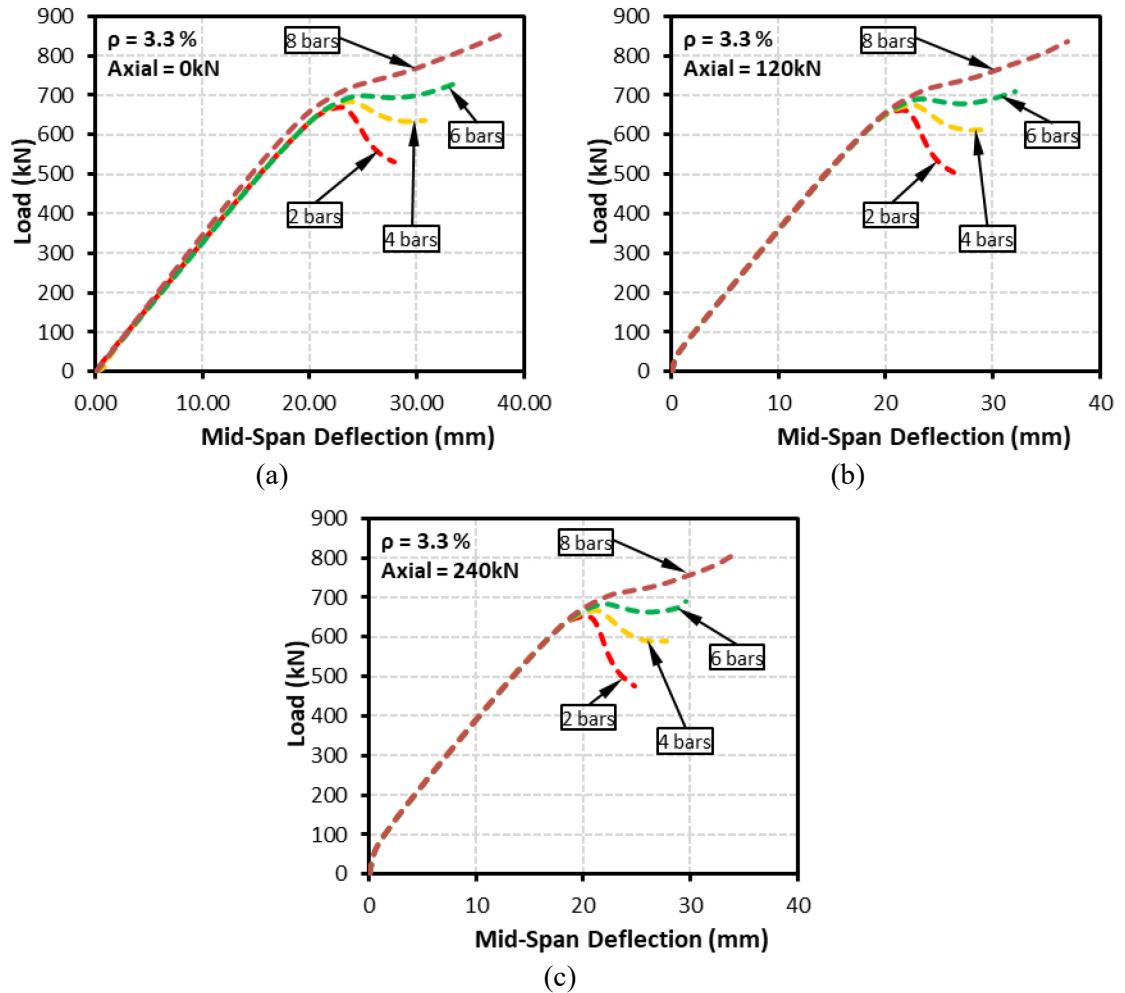 900
800
700
600
500
400
300
200
100
0
Load (kN)
ρ = 3.3 %
Axial = 0kN
8 bars
6 bars
2 bars
4 bars
0.00 10.00 20.00 30.00 40.00
Mid-Span Deflection (mm)
(a)
900
800
700
600
500
400
300
200
100
0
Load (kN)
ρ = 3.3 %
Axial = 120kN
8 bars
6 bars
2 bars
4 bars
0 10 20 30 40
Mid-Span Deflection (mm)
(b)
900
800
700
600
500
400
300
200
100
0
Load (kN)
ρ = 3.3 %
Axial = 240kN
8 bars
6 bars
2 bars
4 bars
0 10 20 30 40
Mid-Span Deflection (mm)
(c)